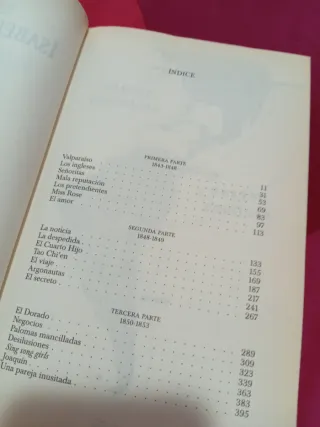 ÍNDICE
PRIMERA PARTE
1843-1848
Valparaíso 11
Los ingleses 31
Señoritas 53
Mala reputación 69
Los pretendientes 83
Miss Rose 97
El amor 113
SEGUNDA PARTE
1848-1849
La noticia 133
La despedida 155
El Cuarto Hijo 169
Tao Chi'en 187
El viaje 217
Argonautas 241
El secreto 267
TERCERA PARTE
1850-1853
El Dorado 289
Negocios 309
Palomas mancilladas 323
Desilusiones 339
Sing song girls 363
Joaquín 383
Una pareja inusitada 395